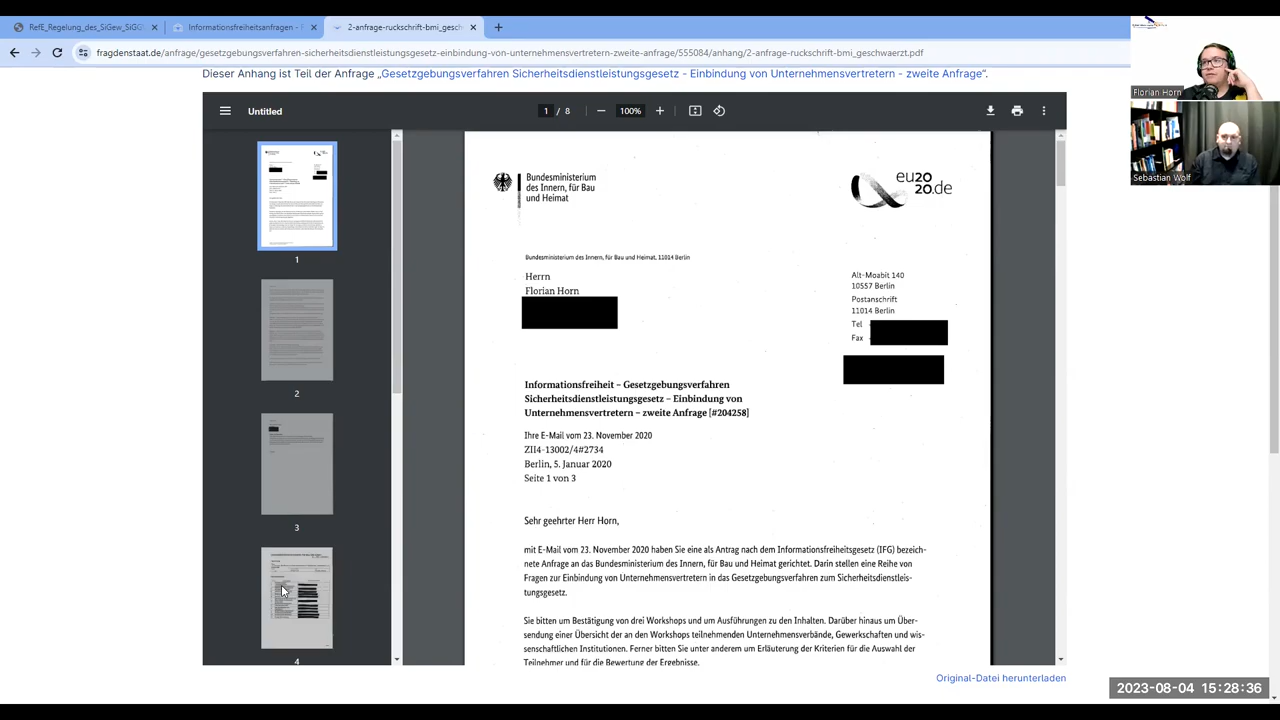 RefE_Regelung_des_SiGew_SiGG
Informationsfreiheitsanfragen - F
2-anfrage-ruckschrift-bmi_gesch
fragdenstaat.de/anfrage/gesetzgebungsverfahren-sicherheitsdienstleistungsgesetz-einbindung-von-unternehmensvertretern-zweite-anfrage/555084/anhang/2-anfrage-ruckschrift-bmi_geschwaerzt.pdf
Dieser Anhang ist Teil der Anfrage „Gesetzgebungsverfahren Sicherheitsdienstleistungsgesetz - Einbindung von Unternehmensvertretern - zweite Anfrage“.
Untitled
1 / 8
100%
1
2
3
4
Bundesministerium
des Innern, für Bau
und Heimat
eu20
20.de
Bundesministerium des Innern, für Bau und Heimat, 11014 Berlin
Herrn
Florian Horn
Alt-Moabit 140
10557 Berlin
Postanschrift
11014 Berlin
Tel
Fax
Informationsfreiheit – Gesetzgebungsverfahren
Sicherheitsdienstleistungsgesetz – Einbindung von
Unternehmensvertretern – zweite Anfrage [#204258]
Ihre E-Mail vom 23. November 2020
ZII4-13002/4#2734
Berlin, 5. Januar 2020
Seite 1 von 3
Sehr geehrter Herr Horn,
mit E-Mail vom 23. November 2020 haben Sie eine als Antrag nach dem Informationsfreiheitsgesetz (IFG) bezeich-
nete Anfrage an das Bundesministerium des Innern, für Bau und Heimat gerichtet. Darin stellen eine Reihe von
Fragen zur Einbindung von Unternehmensvertretern in das Gesetzgebungsverfahren zum Sicherheitsdienstleis-
tungsgesetz.
Sie bitten um Bestätigung von drei Workshops und um Ausführungen zu den Inhalten. Darüber hinaus um Über-
sendung einer Übersicht der an den Workshops teilnehmenden Unternehmensverbände, Gewerkschaften und wis-
senschaftlichen Institutionen. Ferner bitten Sie unter anderem um Erläuterung der Kriterien für die Auswahl der
Teilnehmer und für die Bewertung der Ergebnisse.
Original-Datei herunterladen
Florian Horn
Sebastian Wolf
2023-08-04 15:28:36